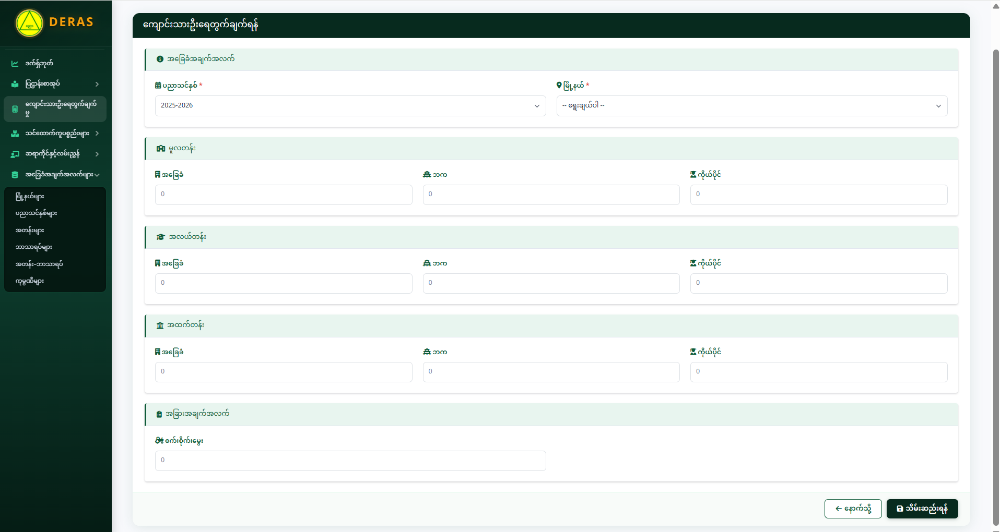 ပညာ
DERAS
ဒက်ရှ်ဘုတ်
ပြဋ္ဌာန်းစာအုပ်
ကျောင်းသားဦးရေတွက်ချက်
မှု
သင်ထောက်ကူပစ္စည်းများ
ဆရာကိုင်နှင့်လမ်းညွှန်
အခြေခံအချက်အလက်များ
မြို့နယ်များ
ပညာသင်နှစ်များ
အတန်းများ
ဘာသာရပ်များ
အတန်း-ဘာသာရပ်
ကုမ္ပဏီများ
ကျောင်းသားဦးရေတွက်ချက်ရန်
အခြေခံအချက်အလက်
ပညာသင်နှစ် *
မြို့နယ် *
2025-2026
-- ရွေးချယ်ပါ --
မူလတန်း
အခြေခံ
ဘက
ကိုယ်ပိုင်
0
0
0
အလယ်တန်း
အခြေခံ
ဘက
ကိုယ်ပိုင်
0
0
0
အထက်တန်း
အခြေခံ
ဘက
ကိုယ်ပိုင်
0
0
0
အခြားအချက်အလက်
စက်၊စိုက်၊မွေး
0
← နောက်သို့
သိမ်းဆည်းရန်